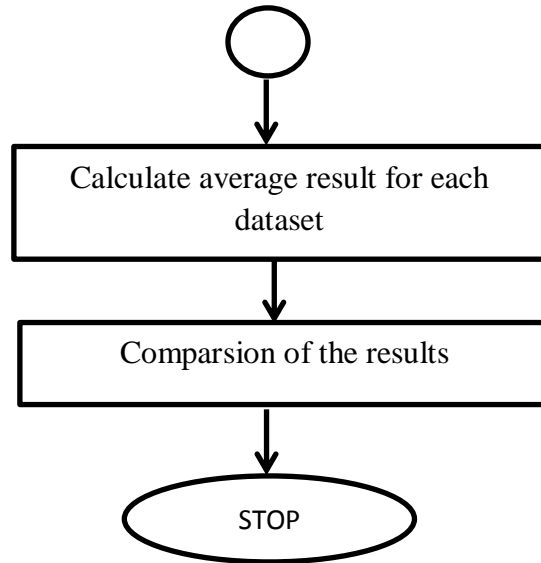 Calculate average result for each
dataset
Comparsion of the results
STOP